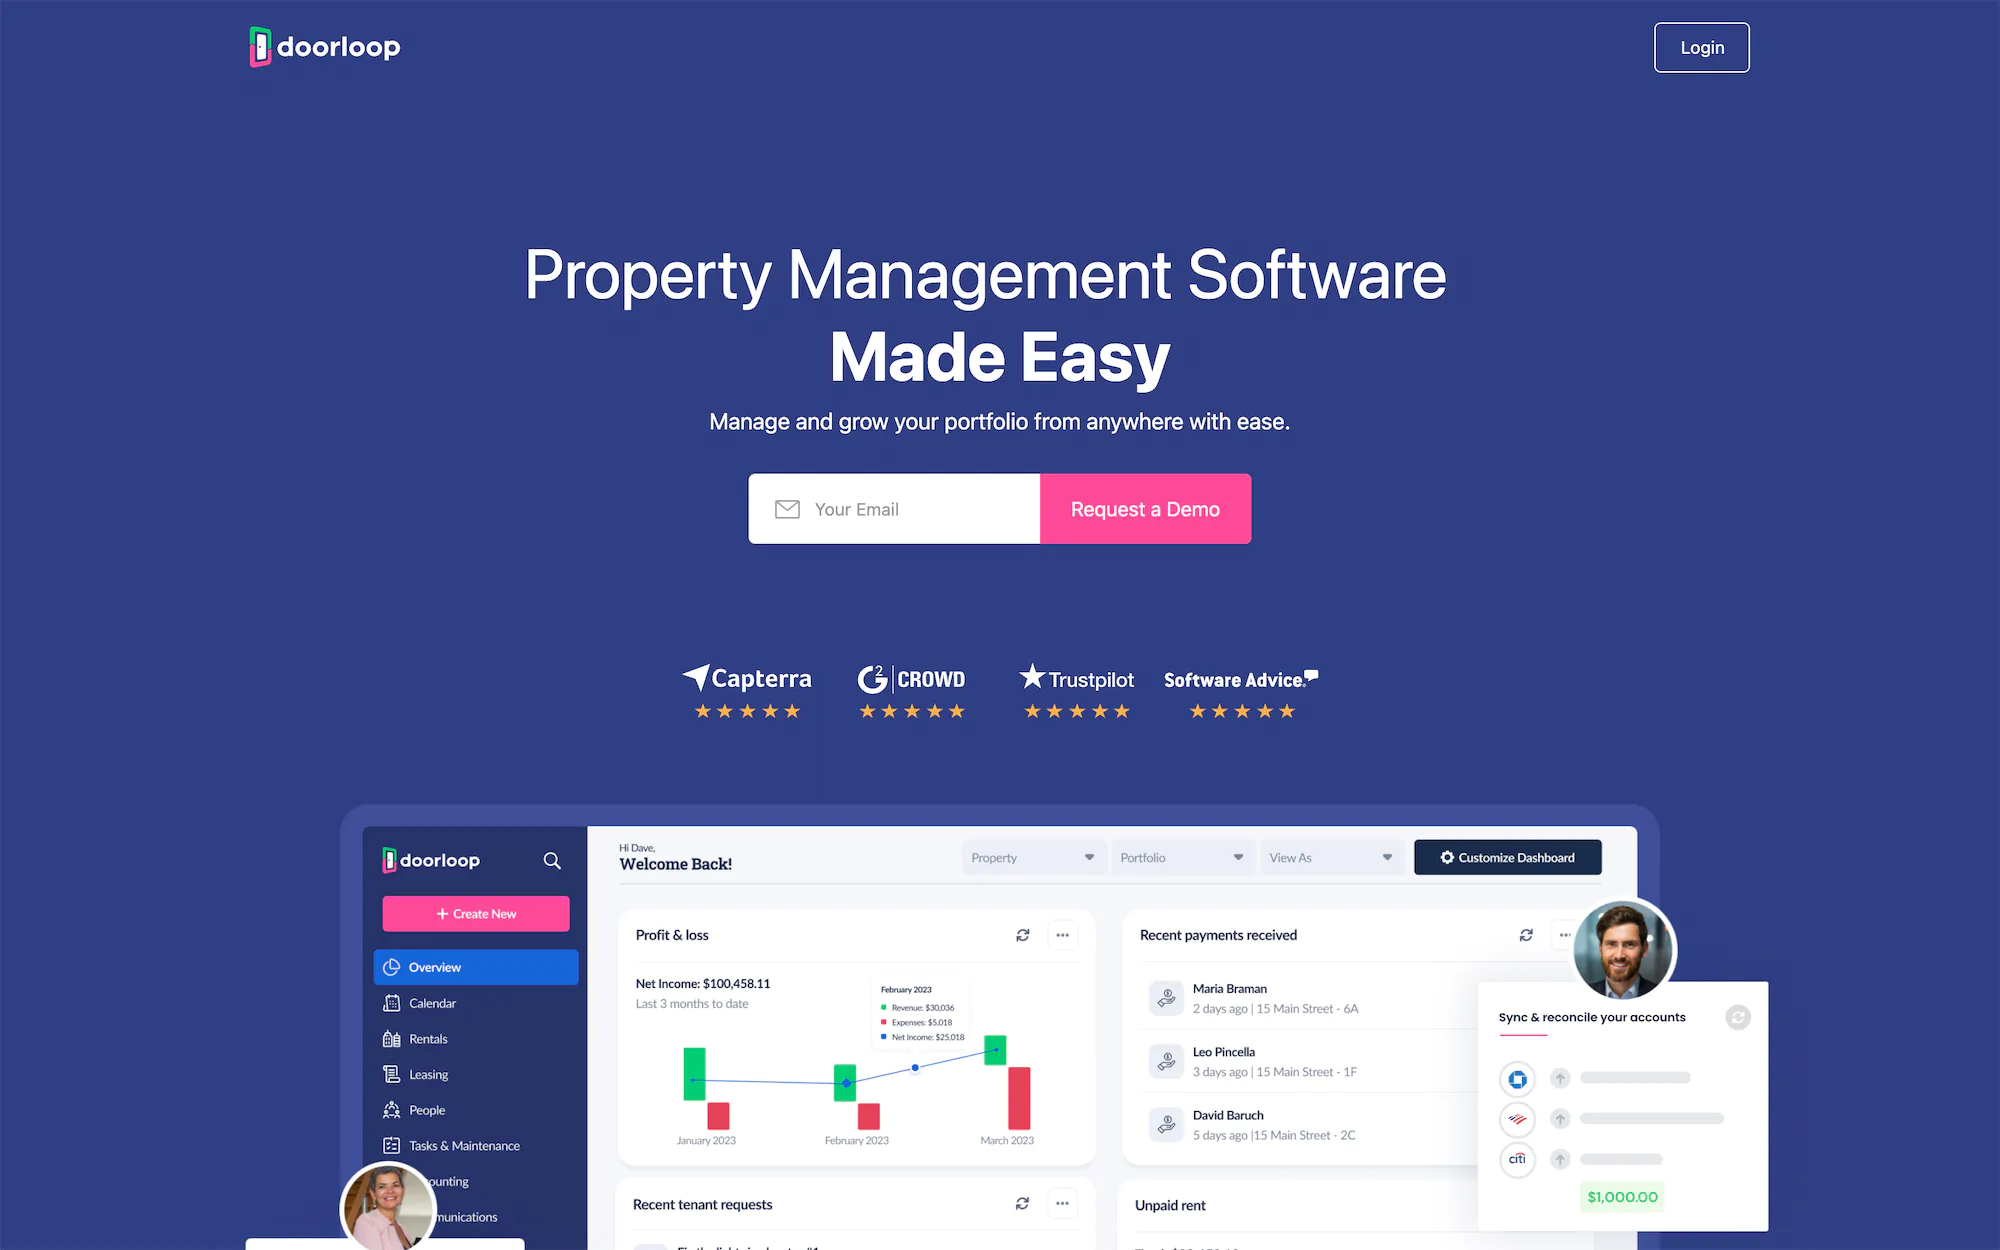 doorloop
Login
Property Management Software
Made Easy
Manage and grow your portfolio from anywhere with ease.
Your Email
Request a Demo
Capterra
G2 CROWD
Trustpilot
Software Advice
doorloop
Hi Dave,
Welcome Back!
Property
Portfolio
View As
Customize Dashboard
+ Create New
Overview
Calendar
Rentals
Leasing
People
Tasks & Maintenance
ounting
munications
Profit & loss
Net Income: $100,458.11
Last 3 months to date
February 2023
Revenue: $30,036
Expenses: $5,018
Net Income: $25,018
January 2023
February 2023
March 2023
Recent payments received
Maria Braman
2 days ago | 15 Main Street - 6A
Leo Pincella
3 days ago | 15 Main Street - 1F
David Baruch
5 days ago |15 Main Street - 2C
Sync & reconcile your accounts
citi
$1,000.00
Recent tenant requests
Unpaid rent